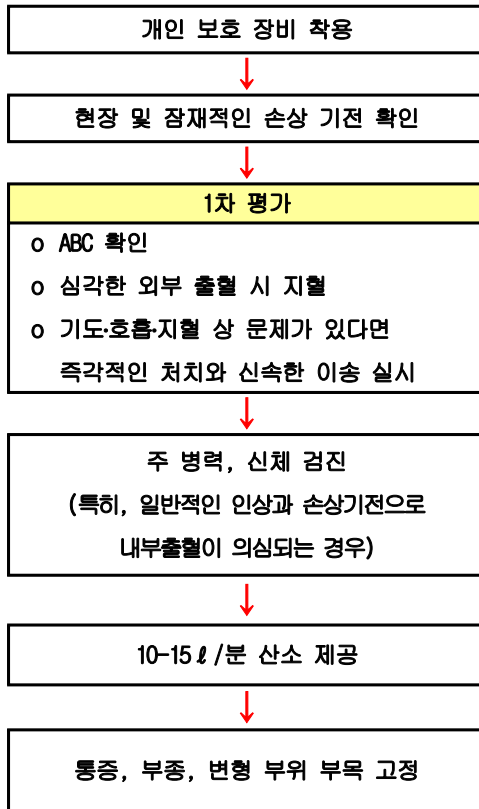 개인 보호 장비 착용
현장 및 잠재적인 손상 기전 확인
1차 평가
o ABC 확인
o 심각한 외부 출혈 시 지혈
o 기도·호흡·지혈 상 문제가 있다면
즉각적인 처치와 신속한 이송 실시
주 병력, 신체 검진
(특히, 일반적인 인상과 손상기전으로
내부출혈이 의심되는 경우)
10-15ℓ/분 산소 제공
통증, 부종, 변형 부위 부목 고정